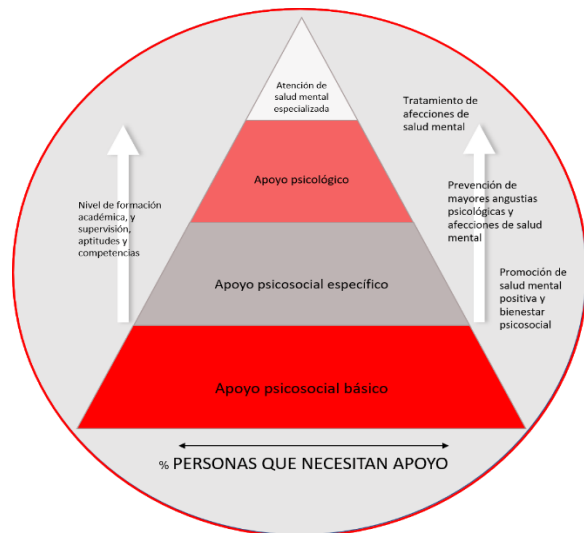 Atención de
salud mental
especializada
Tratamiento de
afecciones de
salud mental
Apoyo psicológico
Nivel de formación
académica, y
supervisión,
aptitudes y
competencias
Prevención de
mayores angustias
psicológicas y
afecciones de salud
mental
Apoyo psicosocial específico
Promoción de
salud mental
positiva y
bienestar
psicosocial
Apoyo psicosocial básico
% PERSONAS QUE NECESITAN APOYO